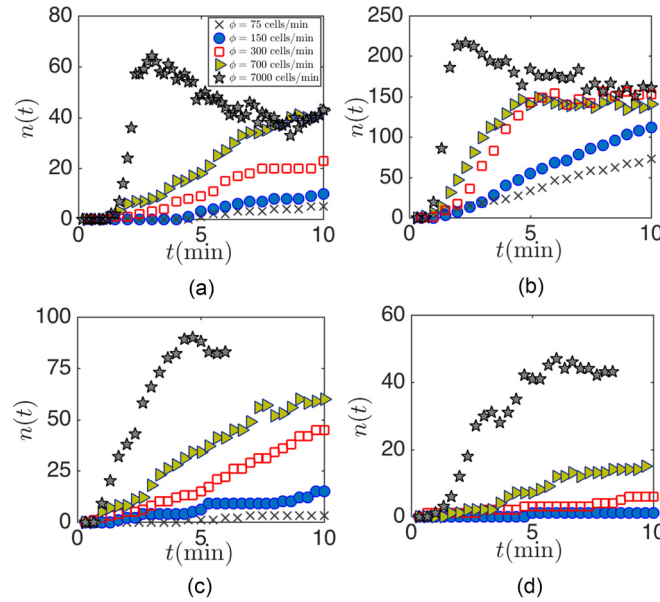 80
60
40
20
0
n(t)
0
5
10
t(min)
(a)
ϕ = 75 cells/min
ϕ = 150 cells/min
ϕ = 300 cells/min
ϕ = 700 cells/min
ϕ = 7000 cells/min
250
200
150
100
50
0
n(t)
0
5
10
t(min)
(b)
100
75
50
25
0
n(t)
0
5
10
t(min)
(c)
60
40
20
0
n(t)
0
5
10
t(min)
(d)